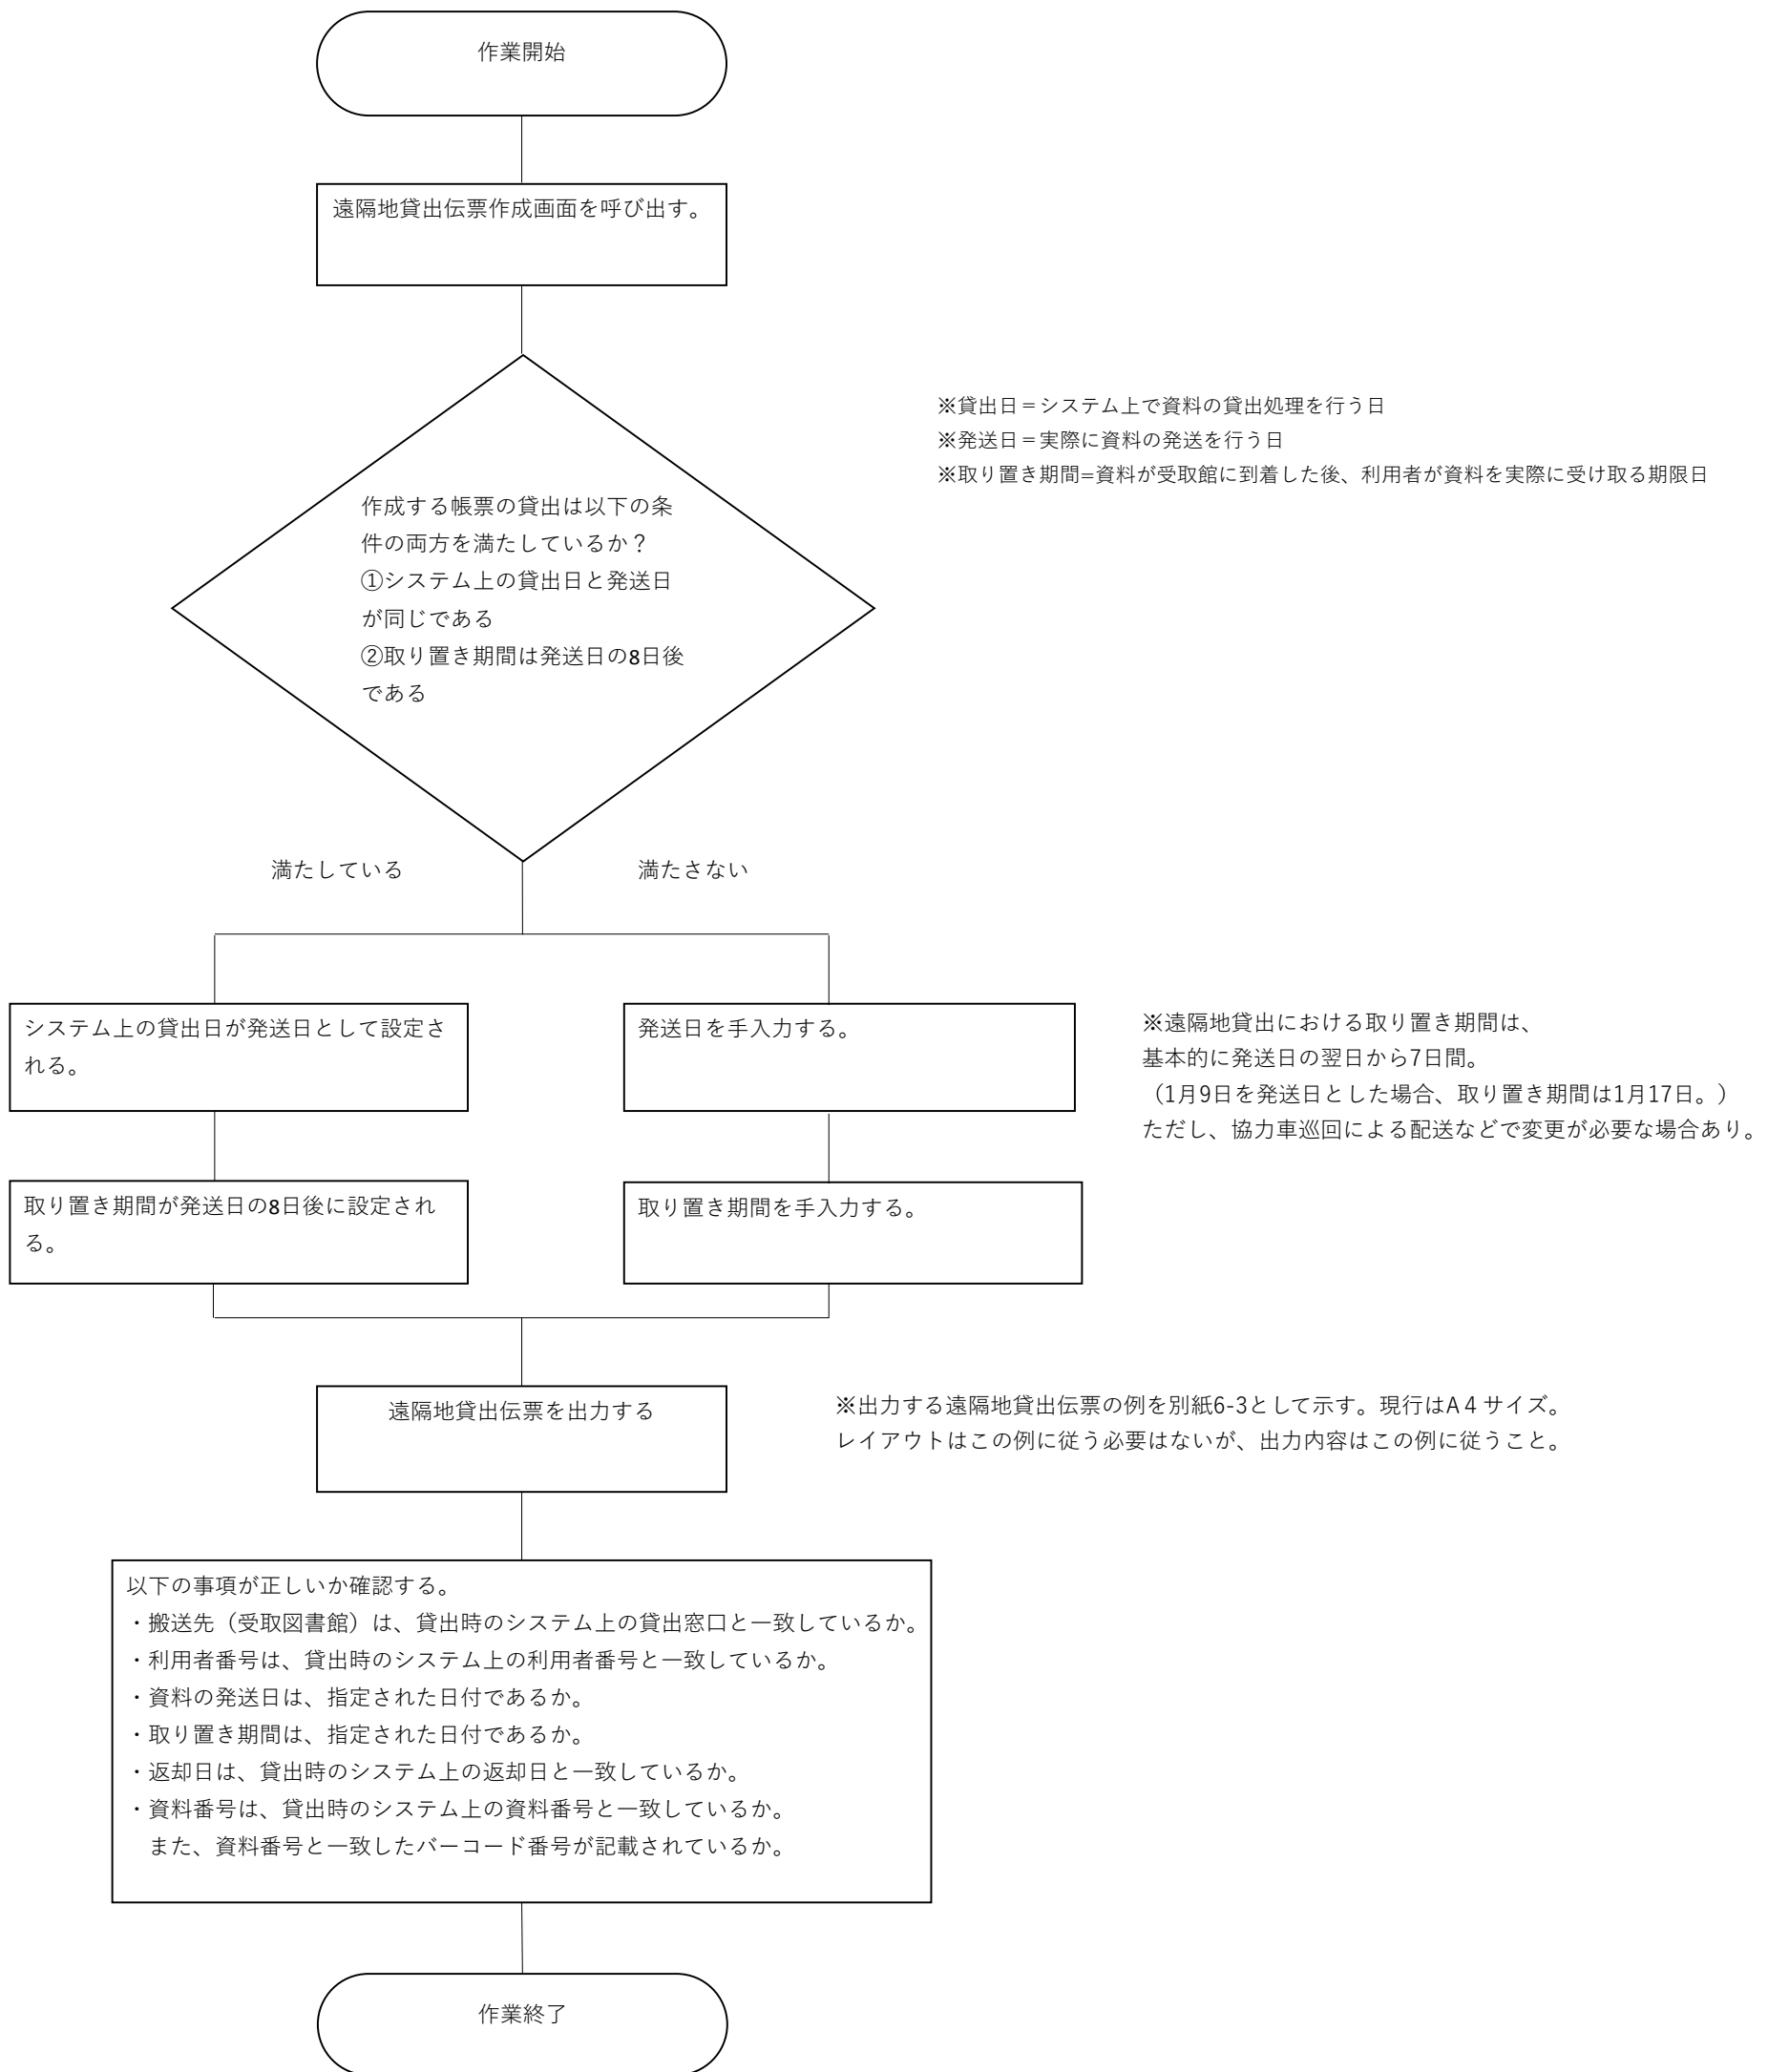 作業開始
遠隔地貸出伝票作成画面を呼び出す。
※貸出日＝システム上で資料の貸出処理を行う日
※発送日＝実際に資料の発送を行う日
※取り置き期間=資料が受取館に到着した後、利用者が資料を実際に受け取る期限日
作成する帳票の貸出は以下の条
件の両方を満たしているか？
①システム上の貸出日と発送日
が同じである
②取り置き期間は発送日の8日後
である
満たしている
満たさない
システム上の貸出日が発送日として設定さ
れる。
発送日を手入力する。
※遠隔地貸出における取り置き期間は、
基本的に発送日の翌日から7日間。
（1月9日を発送日とした場合、取り置き期間は1月17日。）
ただし、協力車巡回による配送などで変更が必要な場合あり。
取り置き期間が発送日の8日後に設定され
る。
取り置き期間を手入力する。
遠隔地貸出伝票を出力する
※出力する遠隔地貸出伝票の例を別紙6-3として示す。現行はA４サイズ。
レイアウトはこの例に従う必要はないが、出力内容はこの例に従うこと。
以下の事項が正しいか確認する。
・搬送先（受取図書館）は、貸出時のシステム上の貸出窓口と一致しているか。
・利用者番号は、貸出時のシステム上の利用者番号と一致しているか。
・資料の発送日は、指定された日付であるか。
・取り置き期間は、指定された日付であるか。
・返却日は、貸出時のシステム上の返却日と一致しているか。
・資料番号は、貸出時のシステム上の資料番号と一致しているか。
　また、資料番号と一致したバーコード番号が記載されているか。
作業終了